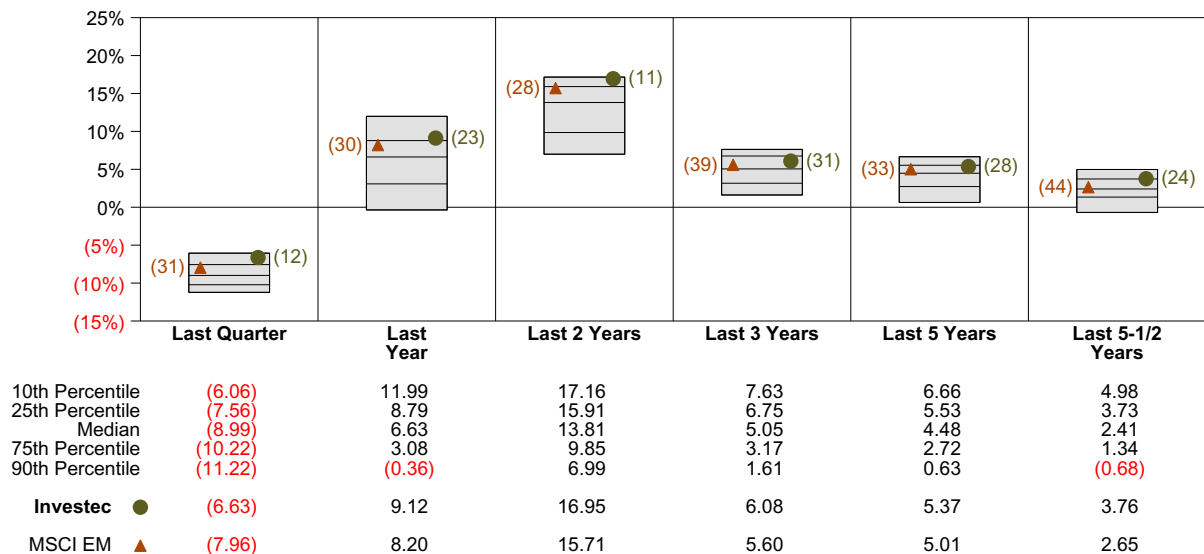 25%
20%
15%
10%
5%
0%
(5%)
(10%)
(15%)
(31) (12)
(30) (23)
(28) (11)
(39) (31)
(33) (28)
(44) (24)
Last Quarter Last Year Last 2 Years Last 3 Years Last 5 Years Last 5-1/2 Years
10th Percentile (6.06) 11.99 17.16 7.63 6.66 4.98
25th Percentile (7.56) 8.79 15.91 6.75 5.53 3.73
Median (8.99) 6.63 13.81 5.05 4.48 2.41
75th Percentile (10.22) 3.08 9.85 3.17 2.72 1.34
90th Percentile (11.22) (0.36) 6.99 1.61 0.63 (0.68)
Investec (6.63) 9.12 16.95 6.08 5.37 3.76
MSCI EM (7.96) 8.20 15.71 5.60 5.01 2.65